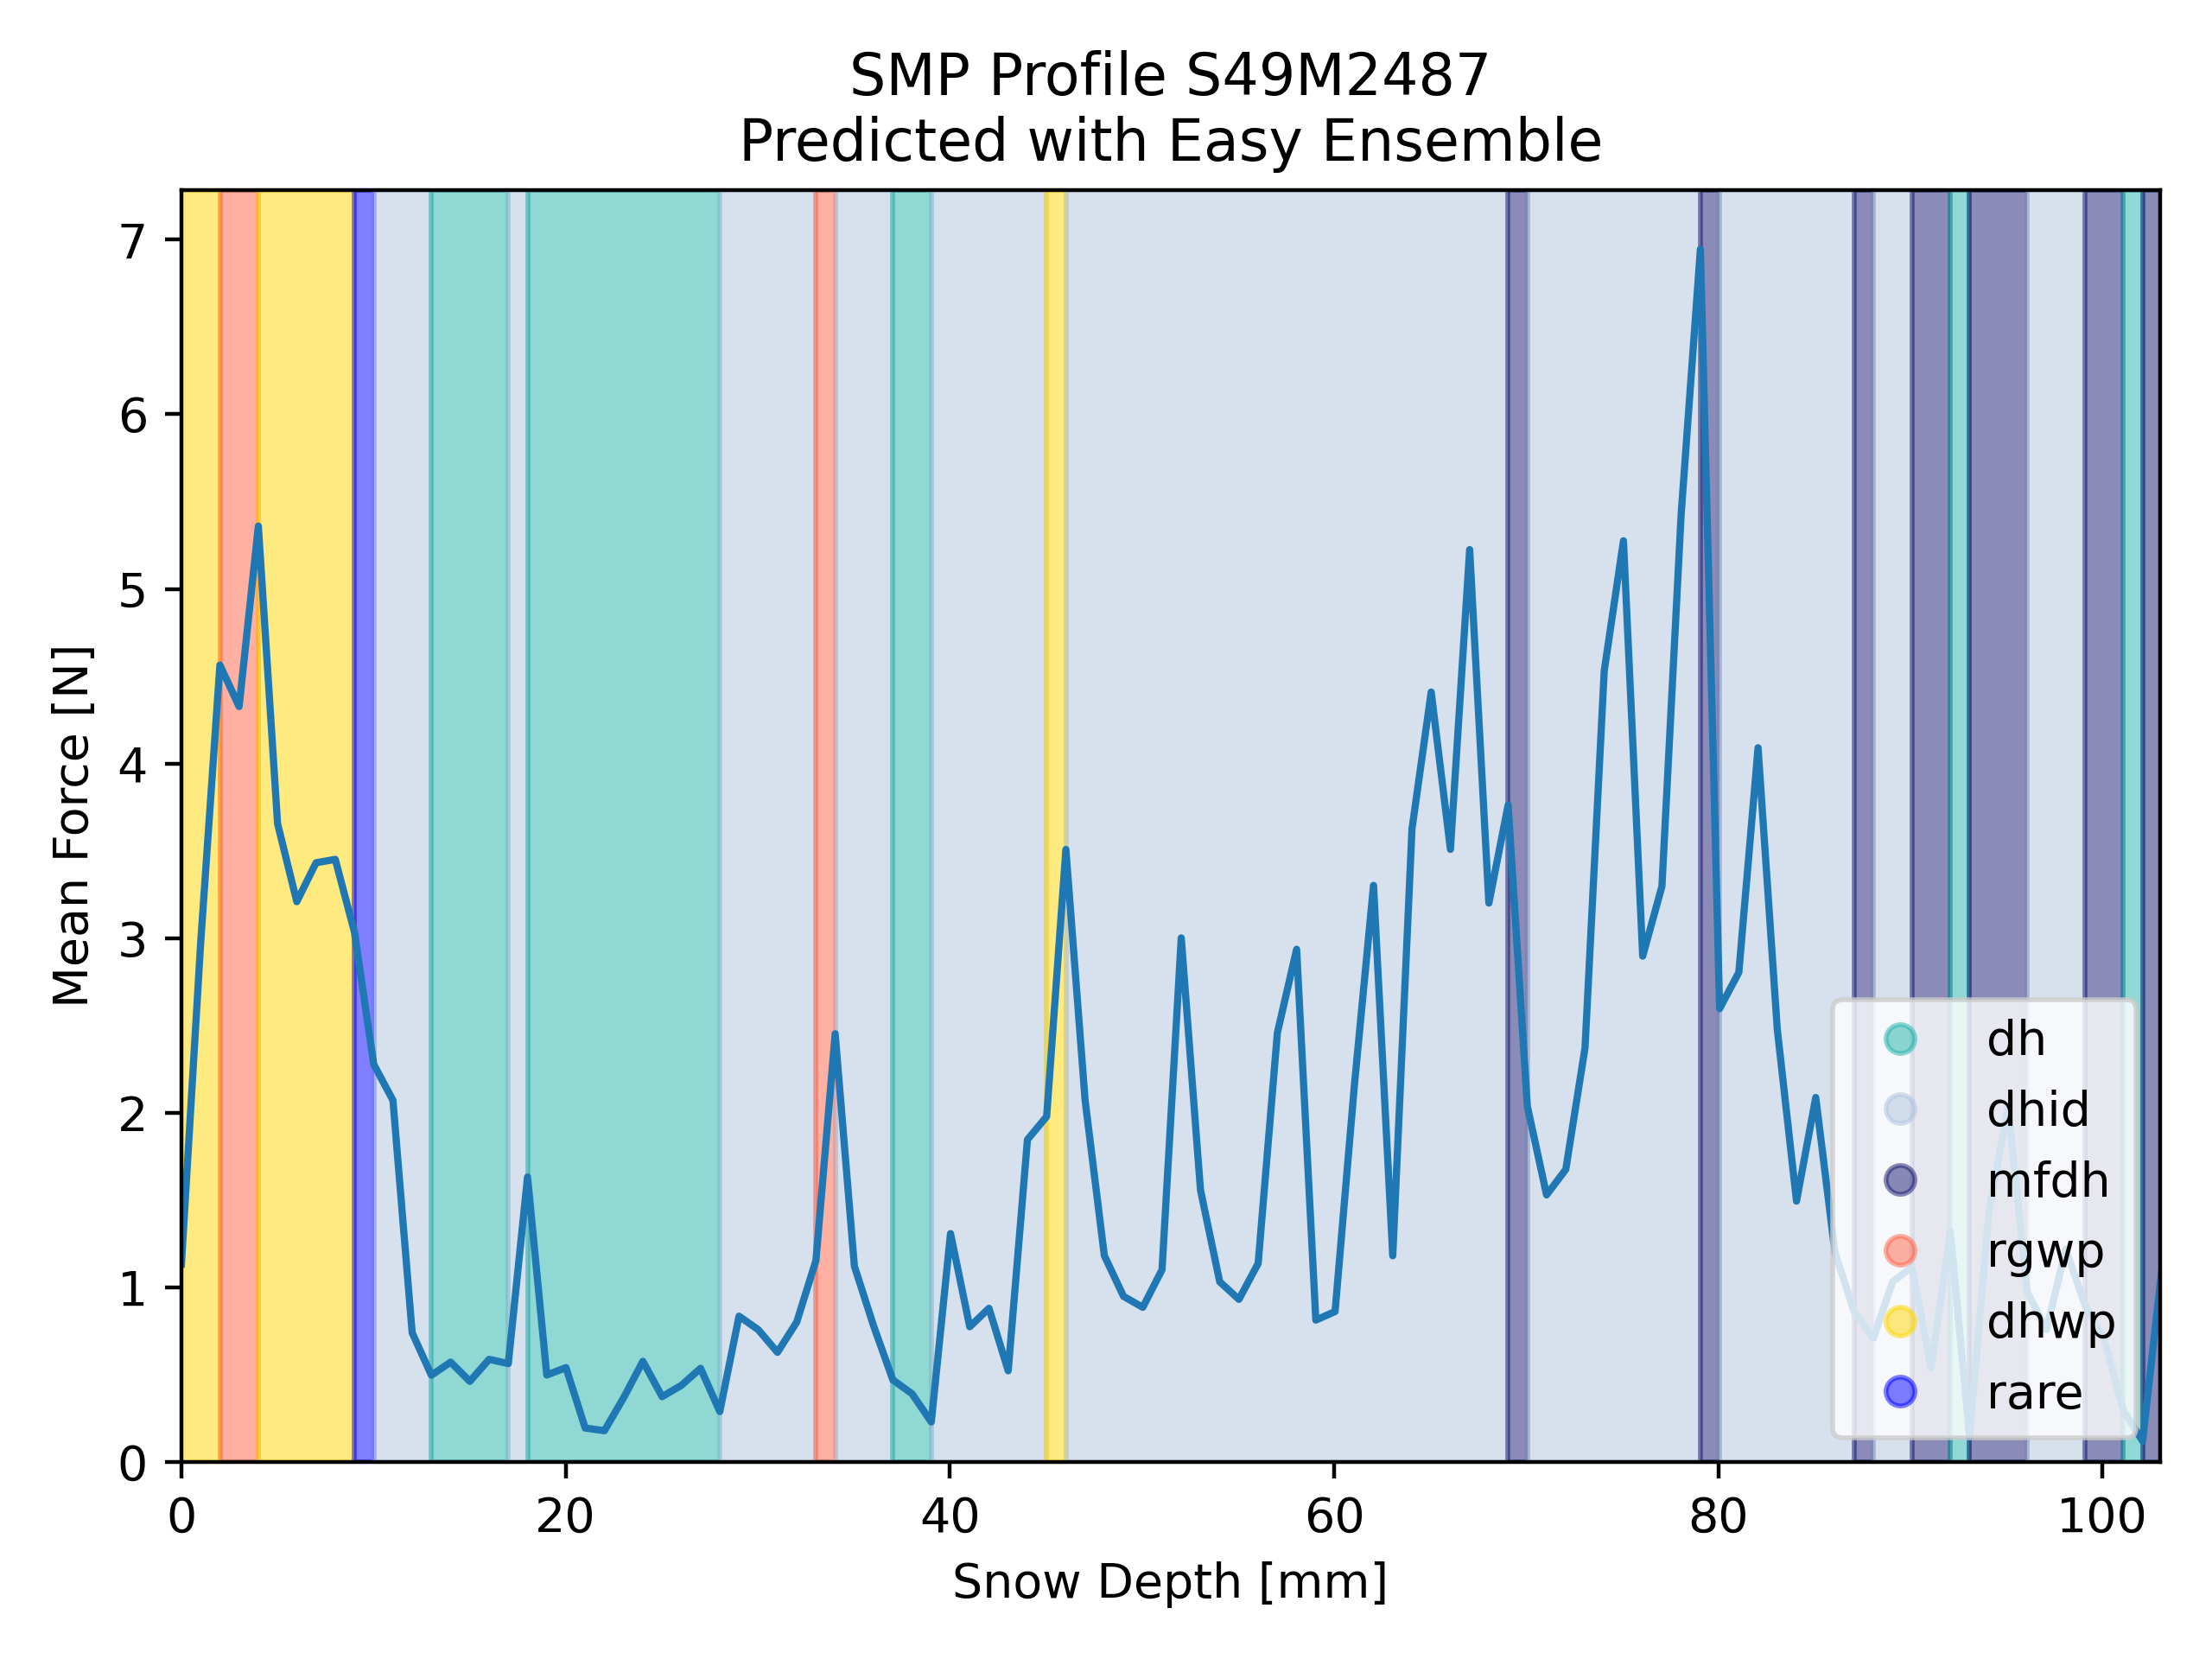 SMP Profile S49M2487
Predicted with Easy Ensemble
Mean Force [N]
7
6
5
4
3
2
1
0
dh
dhid
mfdh
rgwp
dhwp
rare
0 20 40 60 80 100
Snow Depth [mm]